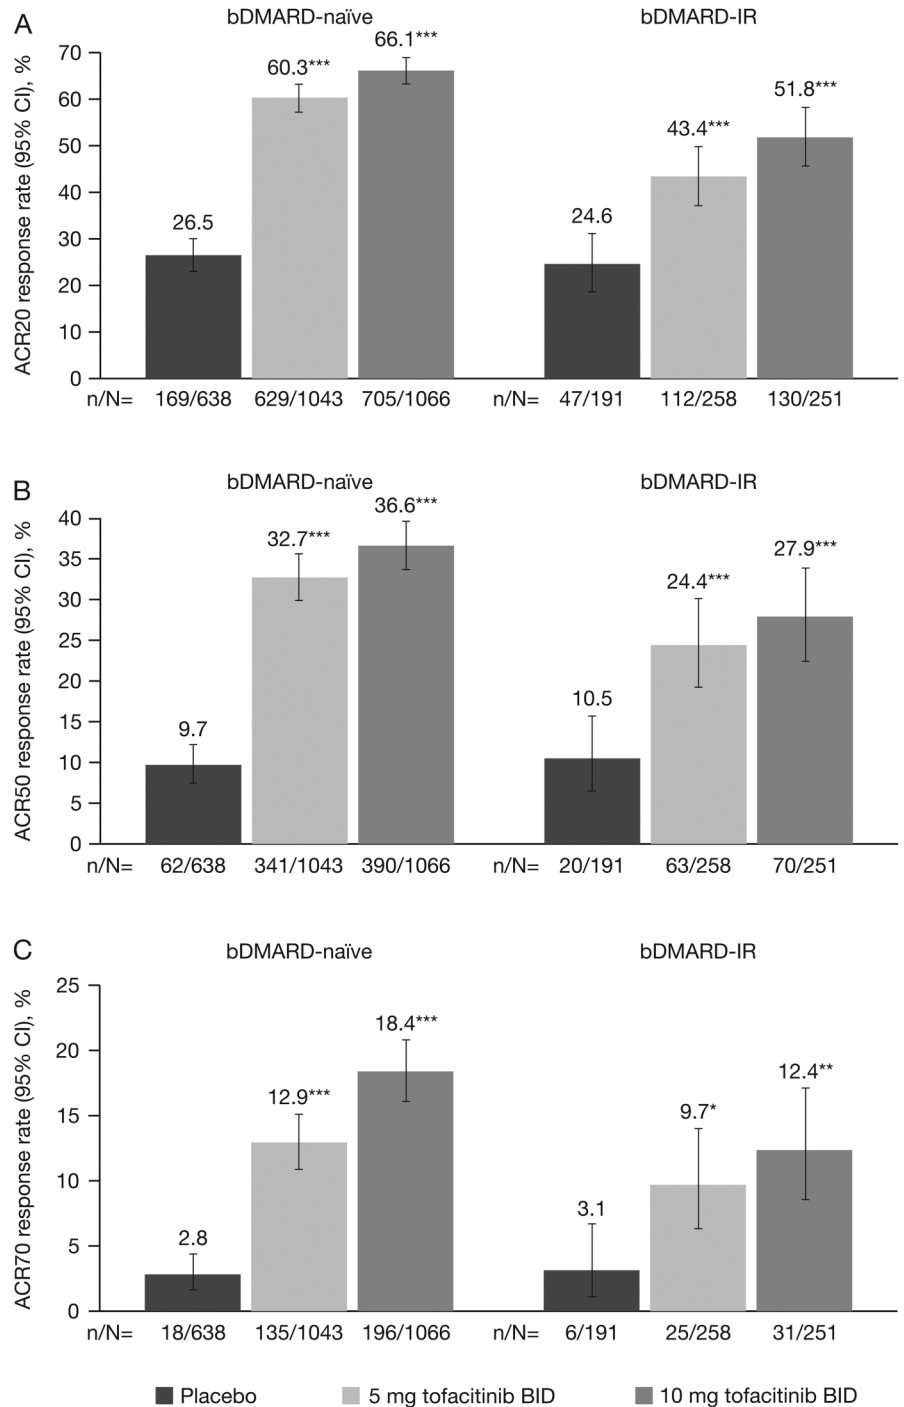 A
bDMARD-naïve
bDMARD-IR
ACR20 response rate (95% CI), %
70
60
50
40
30
20
10
0
26.5
60.3***
66.1***
24.6
43.4***
51.8***
n/N= 169/638 629/1043 705/1066
n/N= 47/191 112/258 130/251
B
bDMARD-naïve
bDMARD-IR
ACR50 response rate (95% CI), %
40
35
30
25
20
15
10
5
0
9.7
32.7***
36.6***
10.5
24.4***
27.9***
n/N= 62/638 341/1043 390/1066
n/N= 20/191 63/258 70/251
C
bDMARD-naïve
bDMARD-IR
ACR70 response rate (95% CI), %
25
20
15
10
5
0
2.8
12.9***
18.4***
3.1
9.7*
12.4**
n/N= 18/638 135/1043 196/1066
n/N= 6/191 25/258 31/251
Placebo
5 mg tofacitinib BID
10 mg tofacitinib BID